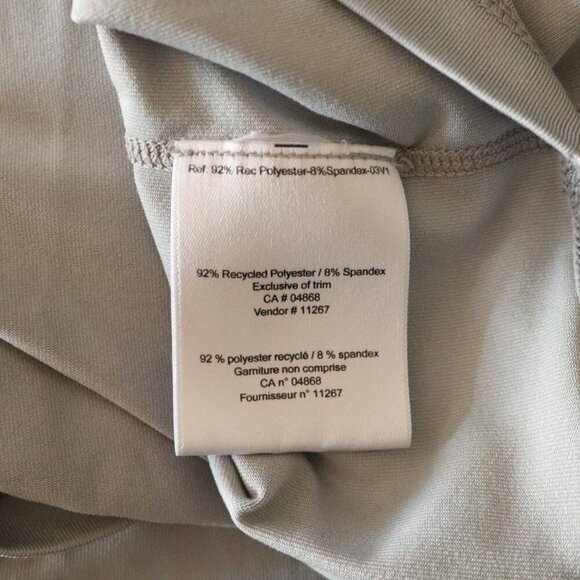 Ref. 92% Rec Polyester-8%Spandex-03V1
92% Recycled Polyester / 8% Spandex
Exclusive of trim
CA # 04868
Vendor # 11267
92 % polyester recyclé / 8 % spandex
Garniture non comprise
CA n° 04868
Fournisseur n° 11267